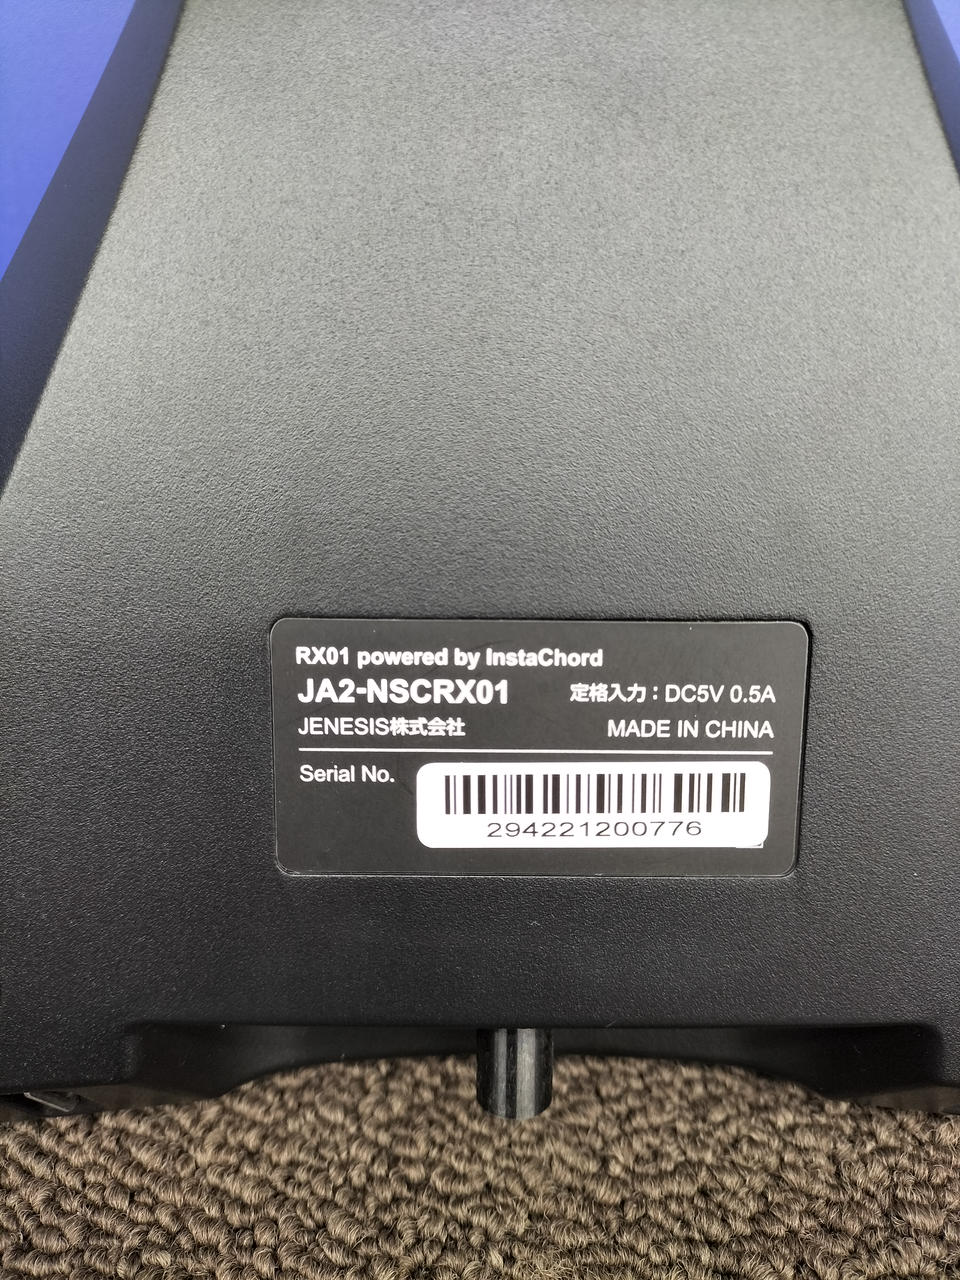 RX01 powered by InstaChord
JA2-NSCRX01 定格入力：DC5V 0.5A
JENESIS株式会社 MADE IN CHINA
Serial No.
294221200776